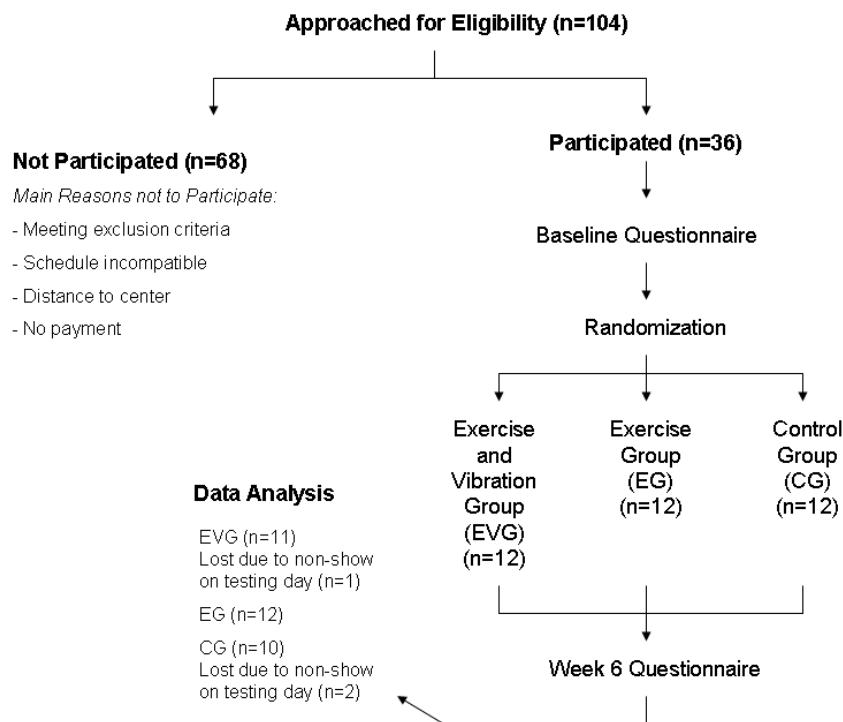 Approached for Eligibility (n=104)
Not Participated (n=68)
Main Reasons not to Participate:
- Meeting exclusion criteria
- Schedule incompatible
- Distance to center
- No payment
Participated (n=36)
Baseline Questionnaire
Randomization
Exercise
and
Vibration
Group
(EVG)
(n=12)
Exercise
Group
(EG)
(n=12)
Control
Group
(CG)
(n=12)
Week 6 Questionnaire
Data Analysis
EVG (n=11)
Lost due to non-show
on testing day (n=1)
EG (n=12)
CG (n=10)
Lost due to non-show
on testing day (n=2)